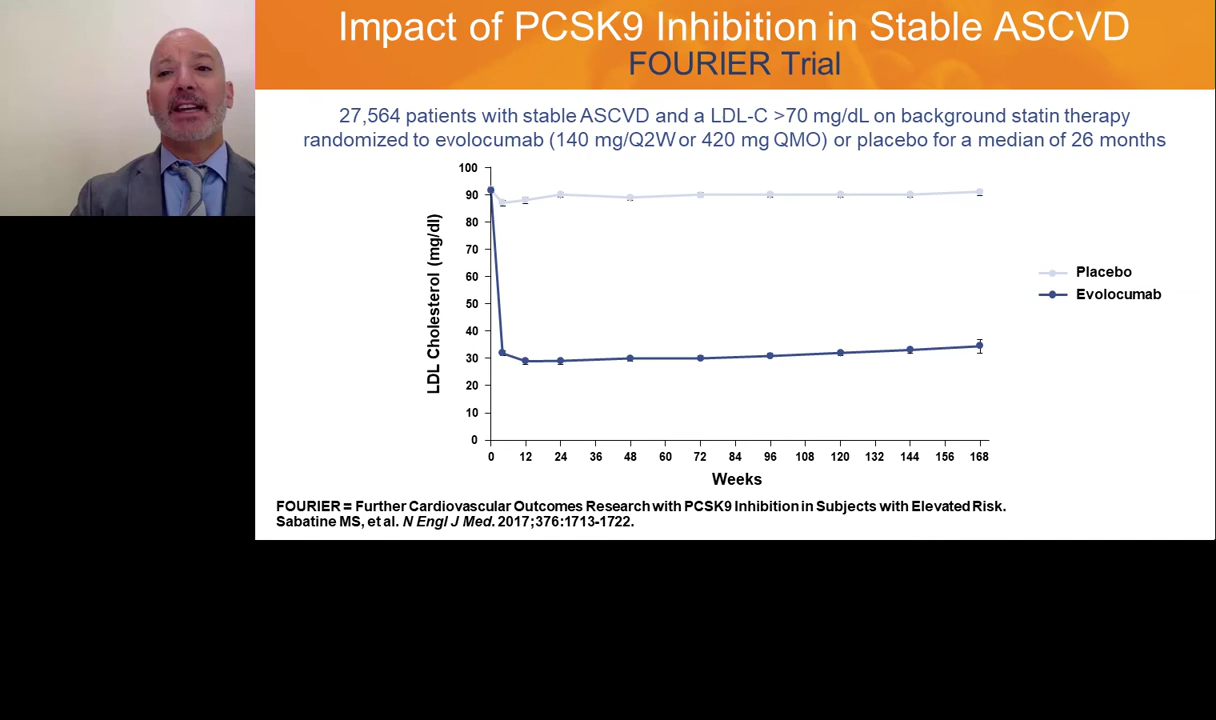 Impact of PCSK9 Inhibition in Stable ASCVD
FOURIER Trial
27,564 patients with stable ASCVD and a LDL-C >70 mg/dL on background statin therapy
randomized to evolocumab (140 mg/Q2W or 420 mg QMO) or placebo for a median of 26 months
LDL Cholesterol (mg/dl)
100
90
80
70
60
50
40
30
20
10
0
0 12 24 36 48 60 72 84 96 108 120 132 144 156 168
Weeks
Placebo
Evolocumab
FOURIER = Further Cardiovascular Outcomes Research with PCSK9 Inhibition in Subjects with Elevated Risk.
Sabatine MS, et al. N Engl J Med. 2017;376:1713-1722.